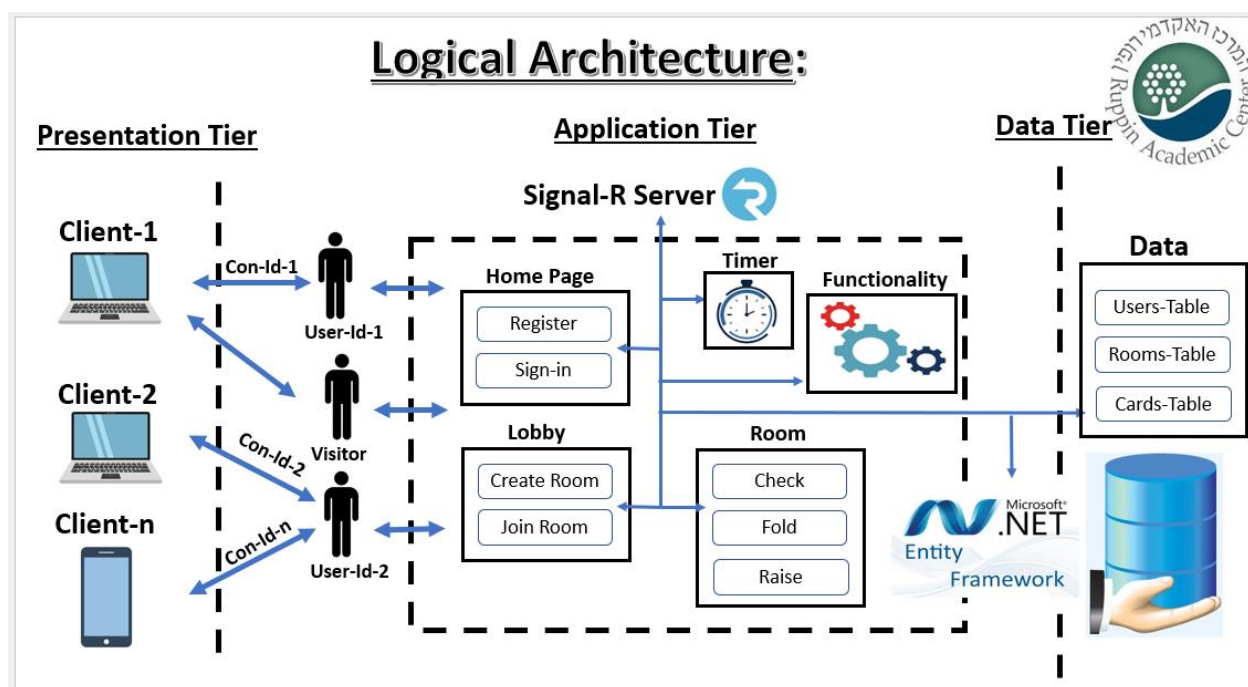 Logical Architecture:
המרכז האקדמי רופין
Ruppin Academic Center
Presentation Tier
Application Tier
Data Tier
Signal-R Server
Client-1
Con-Id-1
User-Id-1
Home Page
Register
Sign-in
Timer
Functionality
Data
Users-Table
Rooms-Table
Cards-Table
Client-2
Con-Id-2
Visitor
Lobby
Create Room
Join Room
Room
Check
Fold
Raise
Client-n
Con-Id-n
User-Id-2
Microsoft®
.NET
Entity
Framework